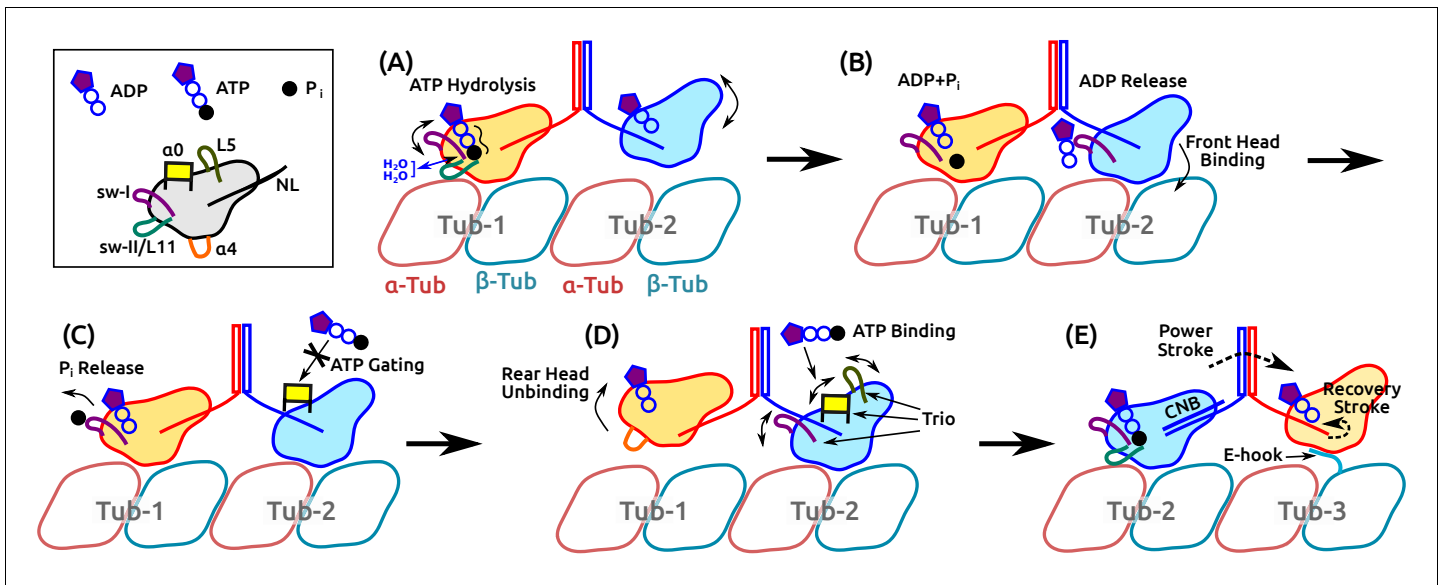 ADP
ATP
P i
α0
L5
NL
sw-I
sw-II/L11
α4
(A)
ATP Hydrolysis
H₂O
H₂O
Tub-1
Tub-2
α-Tub
β-Tub
α-Tub
β-Tub
(B)
ADP+Pi
ADP Release
Front Head
Binding
Tub-1
Tub-2
(C)
Pi Release
ATP Gating
Tub-1
Tub-2
(D)
ATP Binding
Rear Head
Unbinding
Trio
Tub-1
Tub-2
(E)
Power
Stroke
Recovery
Stroke
CNB
E-hook
Tub-2
Tub-3